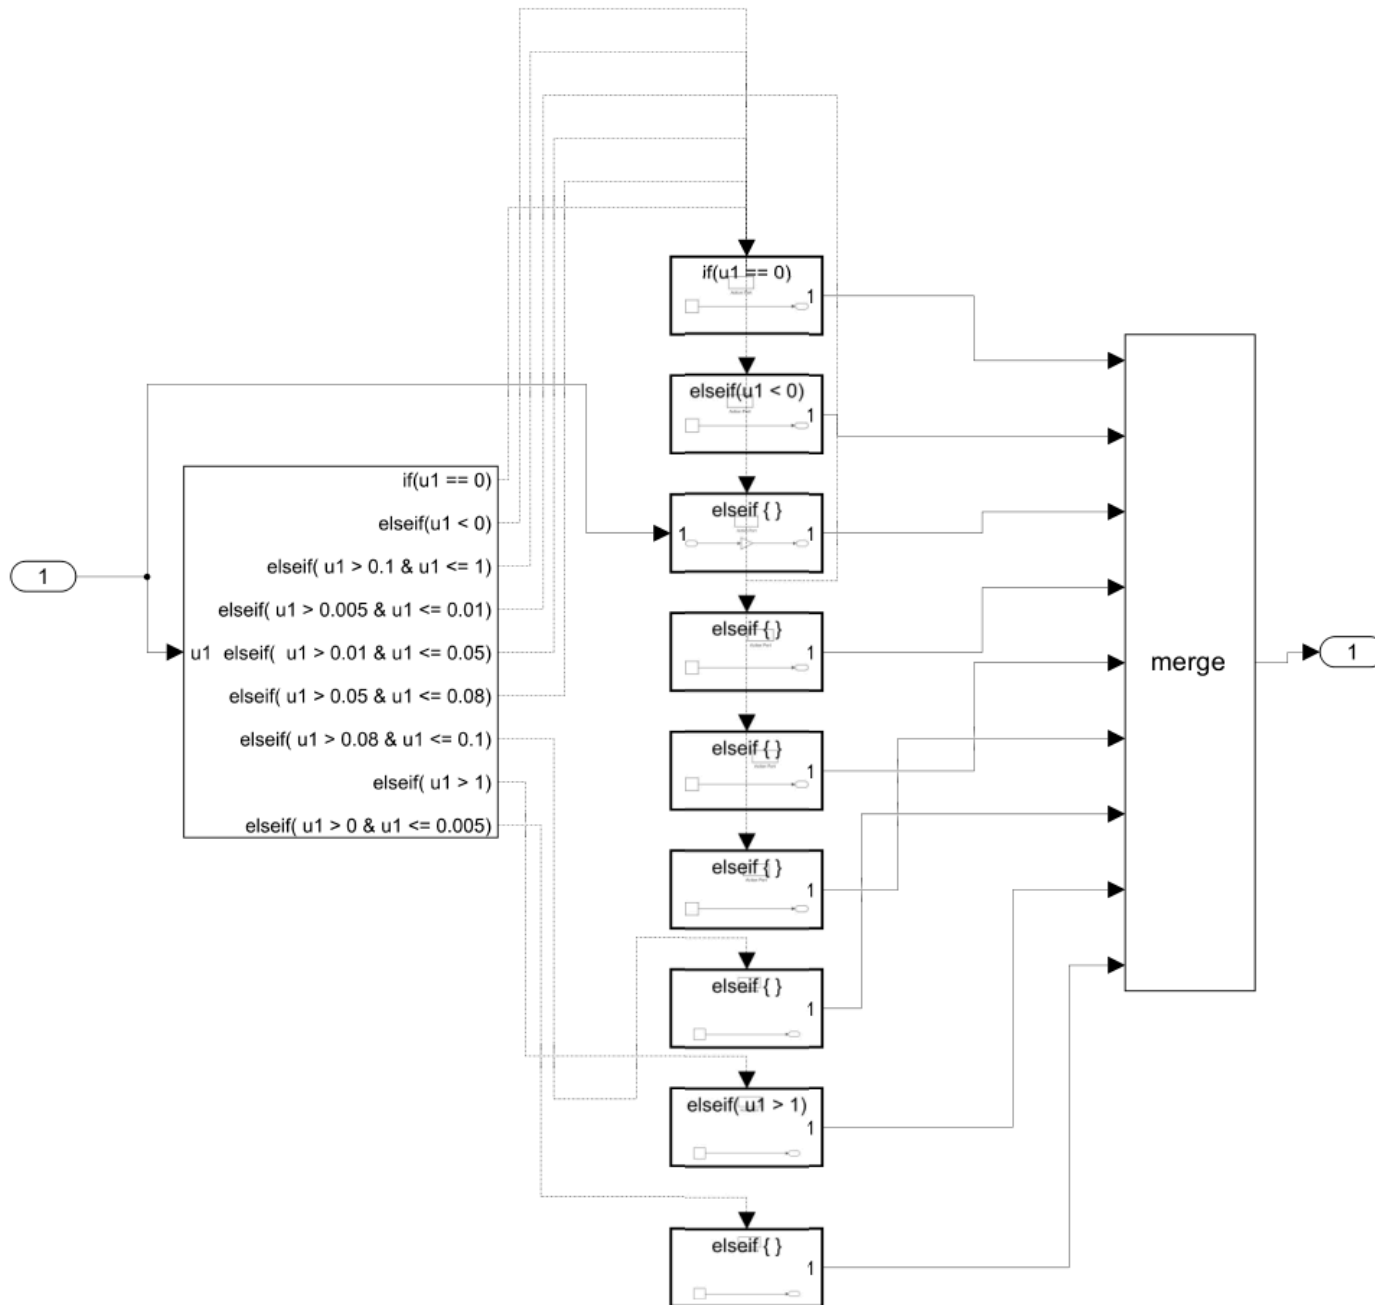 if(u1 == 0)
1
elseif(u1 < 0)
1
if(u1 == 0)
elseif(u1 < 0)
elseif( u1 > 0.1 & u1 <= 1)
elseif( u1 > 0.005 & u1 <= 0.01)
u1 elseif(  u1 > 0.01 & u1 <= 0.05)
elseif( u1 > 0.05 & u1 <= 0.08)
elseif( u1 > 0.08 & u1 <= 0.1)
elseif( u1 > 1)
elseif( u1 > 0 & u1 <= 0.005)
1
elseif { }
1 1
elseif { }
1
elseif { }
1
elseif { }
1
elseif { }
1
elseif( u1 > 1)
1
elseif { }
1
merge
1